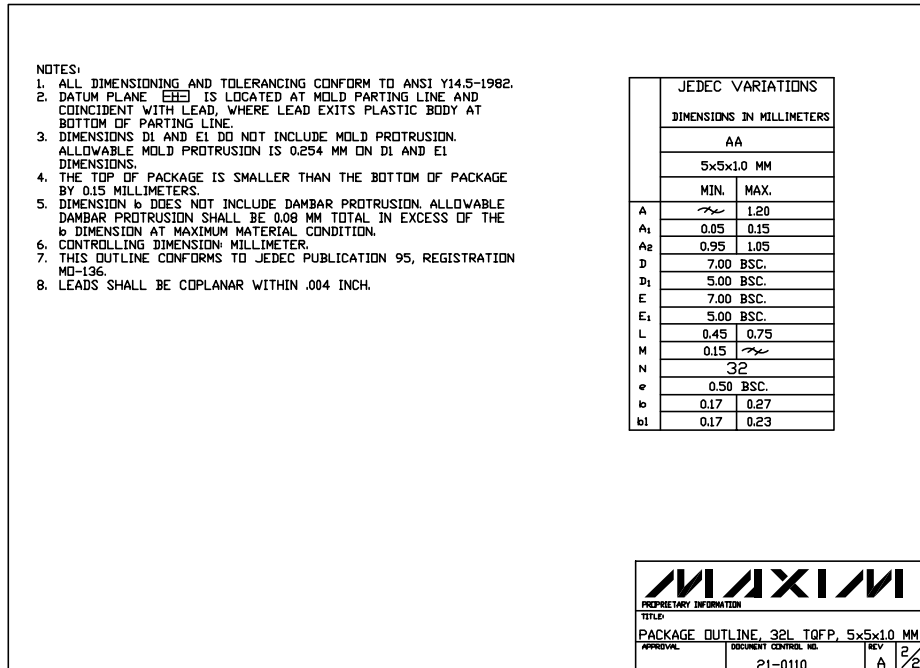 NOTES:
1. ALL DIMENSIONING AND TOLERANCING CONFORM TO ANSI Y14.5-1982.
2. DATUM PLANE -H- IS LOCATED AT MOLD PARTING LINE AND
COINCIDENT WITH LEAD, WHERE LEAD EXITS PLASTIC BODY AT
BOTTOM OF PARTING LINE.
3. DIMENSIONS D1 AND E1 DO NOT INCLUDE MOLD PROTRUSION.
ALLOWABLE MOLD PROTRUSION IS 0.254 MM ON D1 AND E1
DIMENSIONS.
4. THE TOP OF PACKAGE IS SMALLER THAN THE BOTTOM OF PACKAGE
BY 0.15 MILLIMETERS.
5. DIMENSION b DOES NOT INCLUDE DAMBAR PROTRUSION. ALLOWABLE
DAMBAR PROTRUSION SHALL BE 0.08 MM TOTAL IN EXCESS OF THE
b DIMENSION AT MAXIMUM MATERIAL CONDITION.
6. CONTROLLING DIMENSION: MILLIMETER.
7. THIS OUTLINE CONFORMS TO JEDEC PUBLICATION 95, REGISTRATION
MO-136.
8. LEADS SHALL BE COPLANAR WITHIN .004 INCH.
JEDEC VARIATIONS
DIMENSIONS IN MILLIMETERS
AA
5x5x1.0 MM
MIN. MAX.
A 1.20
A1 0.05 0.15
A2 0.95 1.05
D 7.00 BSC.
D1 5.00 BSC.
E 7.00 BSC.
E1 5.00 BSC.
L 0.45 0.75
M 0.15
N 32
e 0.50 BSC.
b 0.17 0.27
b1 0.17 0.23
MAXIM
PROPRIETARY INFORMATION
TITLE:
PACKAGE OUTLINE, 32L TQFP, 5x5x1.0 MM
APPROVAL DOCUMENT CONTROL NO. REV
21-0110 A 2/2